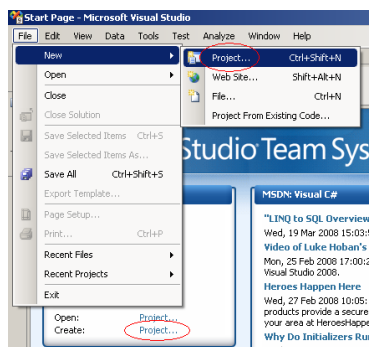 Start Page - Microsoft Visual Studio
File Edit View Data Tools Test Analyze Window Help
New
Project... Ctrl+Shift+N
Open
Web Site... Shift+Alt+N
Close
File... Ctrl+N
Close Solution
Project From Existing Code...
Save Selected Items Ctrl+S
Save Selected Items As...
Studio Team Sys
Save All Ctrl+Shift+S
Export Template...
MSDN: Visual C#
Page Setup...
"LINQ to SQL Overview
Print... Ctrl+P
Wed, 19 Mar 2008 15:03:
Video of Luke Hoban's
Recent Files
Mon, 25 Feb 2008 17:00:2
Recent Projects
Visual Studio 2008.
Heroes Happen Here
Exit
Wed, 27 Feb 2008 10:05:
products provide a secure
Open: Project...
your area at HeroesHappe
Create: Project...
Why Do Initializers Ru